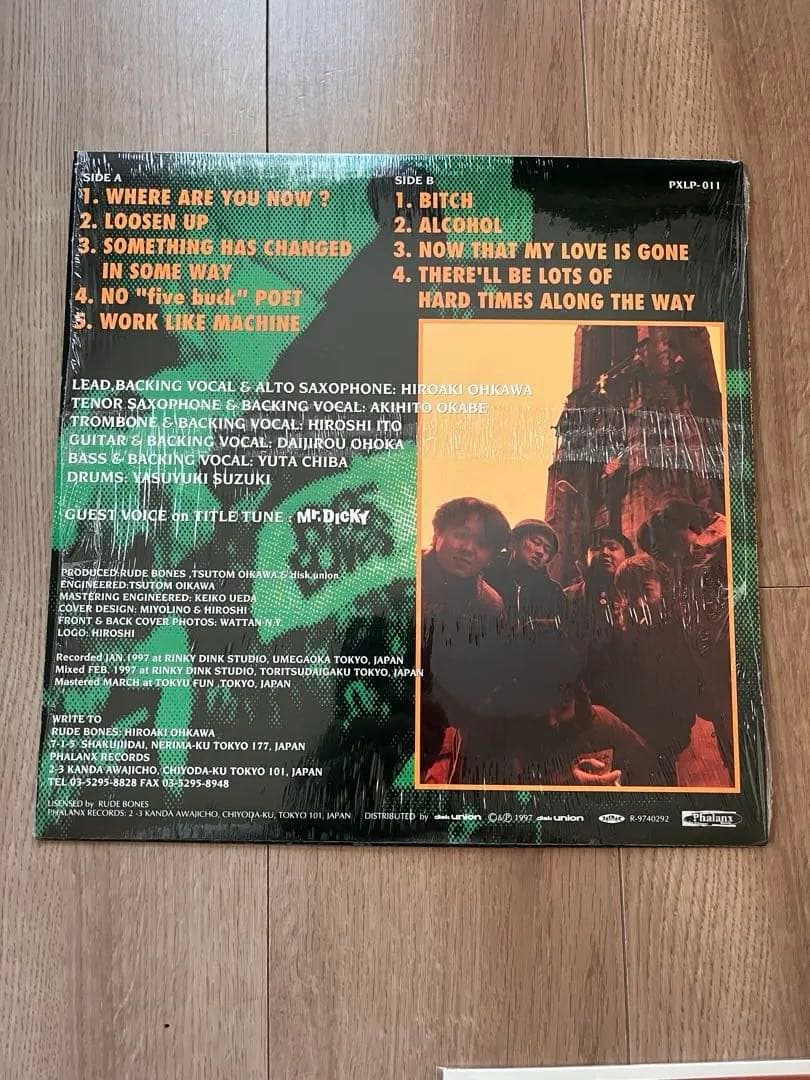 SIDE A
1. WHERE ARE YOU NOW ?
2. LOOSEN UP
3. SOMETHING HAS CHANGED
IN SOME WAY
4. NO "five buck" POET
5. WORK LIKE MACHINE
SIDE B
PXLP-011
1. BITCH
2. ALCOHOL
3. NOW THAT MY LOVE IS GONE
4. THERE'LL BE LOTS OF
HARD TIMES ALONG THE WAY
LEAD,BACKING VOCAL & ALTO SAXOPHONE: HIROAKI OHKAWA
TENOR SAXOPHONE & BACKING VOCAL: AKIHITO OKABE
TROMBONE & BACKING VOCAL: HIROSHI ITO
GUITAR & BACKING VOCAL: DAIJIROU OHOKA
BASS & BACKING VOCAL: YUTA CHIBA
DRUMS: YASUYUKI SUZUKI
GUEST VOICE on TITLE TUNE : Mr.DICKY
PRODUCED:RUDE BONES ,TSUTOM OIKAWA & disk union
ENGINEERED:TSUTOM OIKAWA
MASTERING ENGINEERED: KEIKO UEDA
COVER DESIGN: MIYOLINO & HIROSHI
FRONT & BACK COVER PHOTOS: WATTAN N.Y.
LOGO: HIROSHI
Recorded JAN.1997 at RINKY DINK STUDIO, UMEGAOKA TOKYO, JAPAN
Mixed FEB. 1997 at RINKY DINK STUDIO, TORITSUDAIGAKU TOKYO, JAPAN
Mastered MARCH at TOKYU FUN ,TOKYO, JAPAN
WRITE TO
RUDE BONES: HIROAKI OHKAWA
7-1-5 SHAKUJIIDAI, NERIMA-KU TOKYO 177, JAPAN
PHALANX RECORDS
2-3 KANDA AWAJICHO, CHIYODA-KU TOKYO 101, JAPAN
TEL 03-5295-8828 FAX 03-5295-8948
LISENSED by RUDE BONES
PHALANX RECORDS: 2 -3 KANDA AWAJICHO, CHIYODA-KU, TOKYO 101, JAPAN DISTRIBUTED by disk union ©&℗ 1997 disk union R-9740292 Phalanx